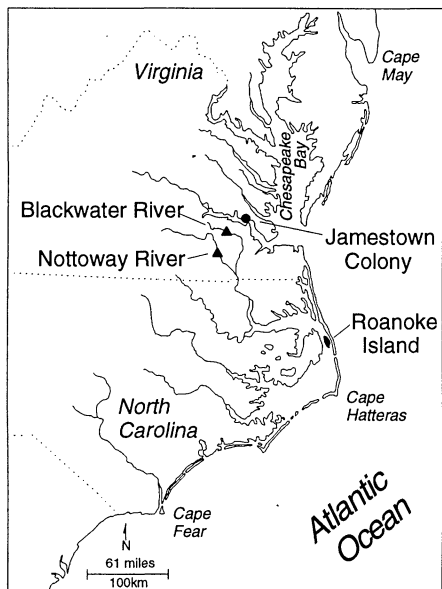 Cape
May
Virginia
Chesapeake
Bay
Blackwater River
Jamestown
Colony
Nottoway River
Roanoke
Island
North
Carolina
Cape
Hatteras
Atlantic
Ocean
Cape
Fear
N
61 miles
100km